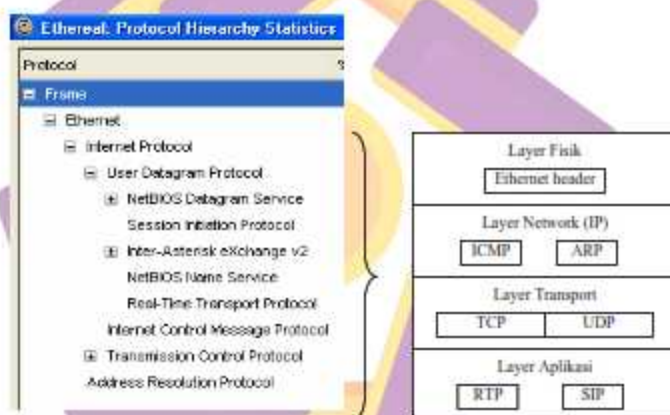 Ethereal: Protocol Hierarchy Statistics
Protocol
Frame
Ethernet
Internet Protocol
User Datagram Protocol
NetBIOS Datagram Service
Session Initiation Protocol
Inter-Asterisk eXchange v2
NetBIOS Name Service
Real-Time Transport Protocol
Internet Control Message Protocol
Transmission Control Protocol
Address Resolution Protocol
Layer Fisik
Ethernet header
Layer Network (IP)
ICMP ARP
Layer Transport
TCP UDP
Layer Aplikasi
RTP SIP